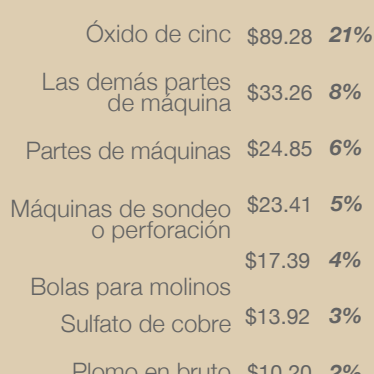 Óxido de cinc $89.28 21%
Las demás partes
de máquina $33.26 8%
Partes de máquinas $24.85 6%
Máquinas de sondeo
o perforación $23.41 5%
$17.39 4%
Bolas para molinos
Sulfato de cobre $13.92 3%
Plomo en bruto $10.20 2%